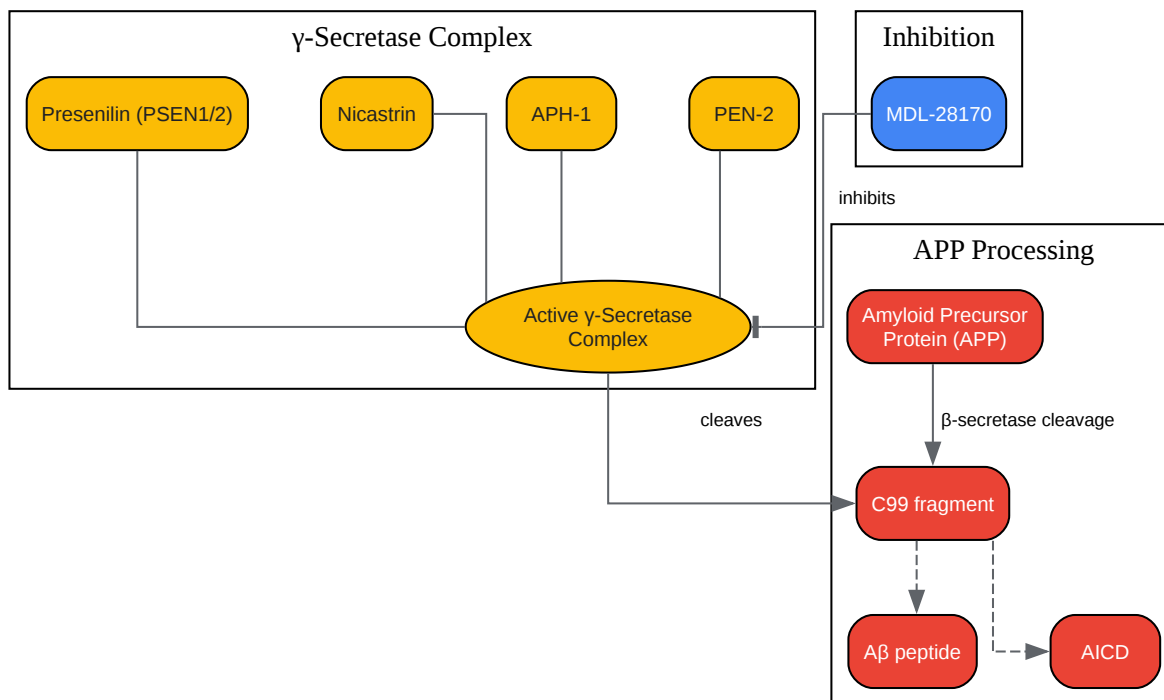 γ-Secretase Complex
Inhibition
Presenilin (PSEN1/2)
Nicastrin
APH-1
PEN-2
MDL-28170
inhibits
APP Processing
Active γ-Secretase
Complex
Amyloid Precursor
Protein (APP)
cleaves
β-secretase cleavage
C99 fragment
Aβ peptide
AICD